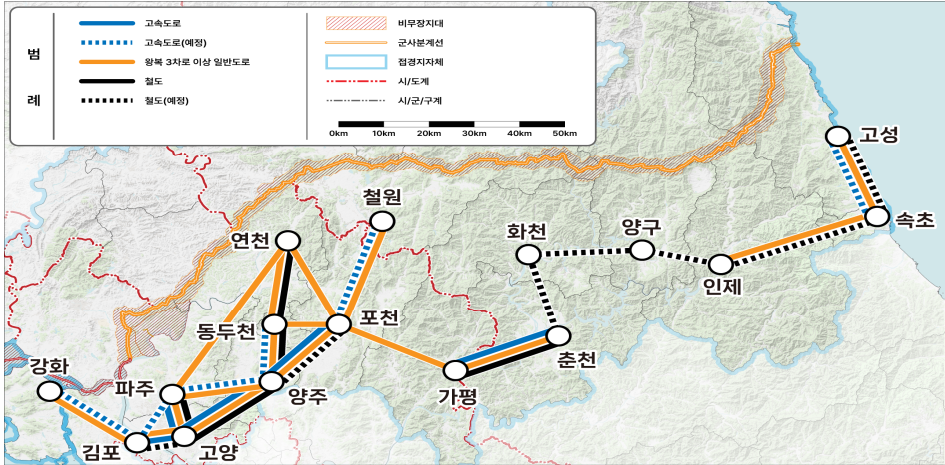 범
례
고속도로
고속도로(예정)
왕복 3차로 이상 일반도로
철도
철도(예정)
비무장지대
군사분계선
접경지자체
시/도계
시/군/구계
0km 10km 20km 30km 40km 50km
고성
철원
속초
연천
화천
양구
인제
동두천
포천
춘천
강화
파주
양주
가평
김포
고양